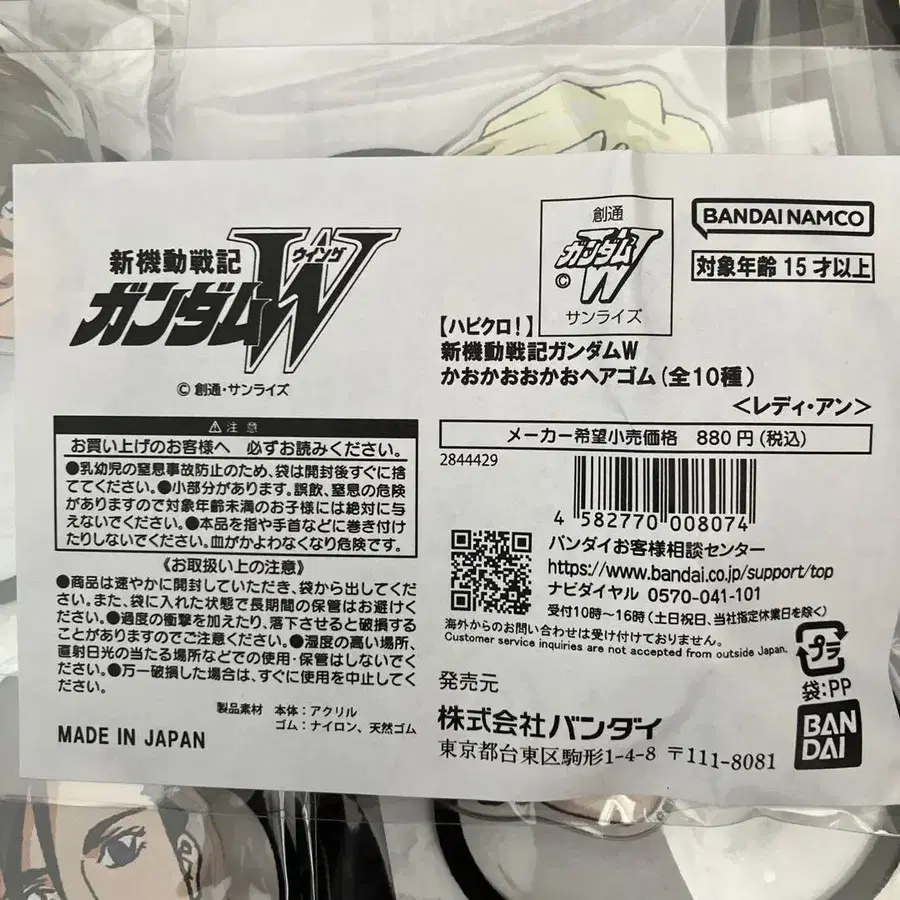 新機動戦記
ウイング
ガンダムW
© 創通・サンライズ
創通
ガンダムW
©
サンライズ
BANDAI NAMCO
対象年齢 15才以上
【ハピクロ!】
新機動戦記ガンダムW
かおかおおかおヘアゴム(全10種)
<レディ・アン>
メーカー希望小売価格 880円(税込)
2844429
4 582770 008074
⚠ 注意
お買い上げのお客様へ 必ずお読みください。
●乳幼児の窒息事故防止のため、袋は開封後すぐに捨
ててください。●小部分があります。誤飲、窒息の危険
がありますので対象年齢未満のお子様には絶対に与
えないでください。●本品を指や手首などに巻き付け
たりしないでください。血がかよわなくなり危険です。
《お取扱い上の注意》
●商品は速やかに開封していただき、袋から出してくだ
さい。また、袋に入れた状態で長期間の保管はお避けく
ださい。●過度の衝撃を加えたり、落下させると破損する
ことがありますのでご注意ください。●湿度の高い場所、
直射日光の当たる場所などでの使用・保管はしないでく
ださい。●万一破損した場合は、すぐに使用を中止してく
ださい。
製品素材 本体:アクリル
ゴム:ナイロン、天然ゴム
MADE IN JAPAN
バンダイお客様相談センター
https://www.bandai.co.jp/support/top
ナビダイヤル 0570-041-101
受付10時~16時(土日祝日、当社指定休業日を除く)
海外からのお問い合わせは受け付けておりません。
Customer service inquiries are not accepted from outside Japan.
プラ
袋:PP
発売元
株式会社バンダイ
東京都台東区駒形1-4-8 〒111-8081
BAN
DAI